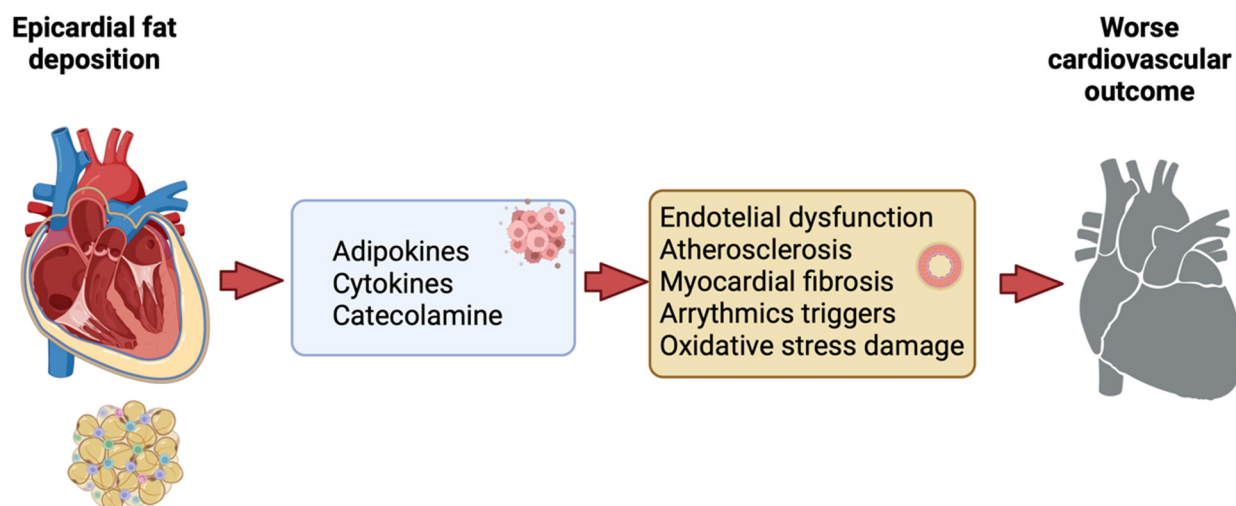 Epicardial fat
deposition
Worse
cardiovascular
outcome
Adipokines
Cytokines
Catecolamine
Endotelial dysfunction
Atherosclerosis
Myocardial fibrosis
Arrythmics triggers
Oxidative stress damage